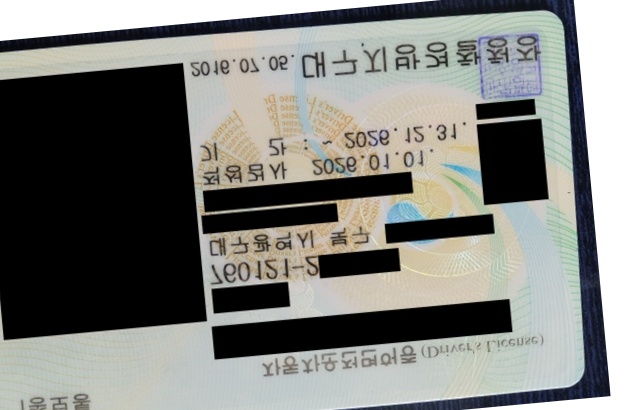 1종보통
자동차운전면허증 (Driver's License)
760121-2
대구광역시 북구
적성검사 2026.01.01.
기 간 : ~ 2026.12.31.
2016.07.05. 대구지방경찰청장